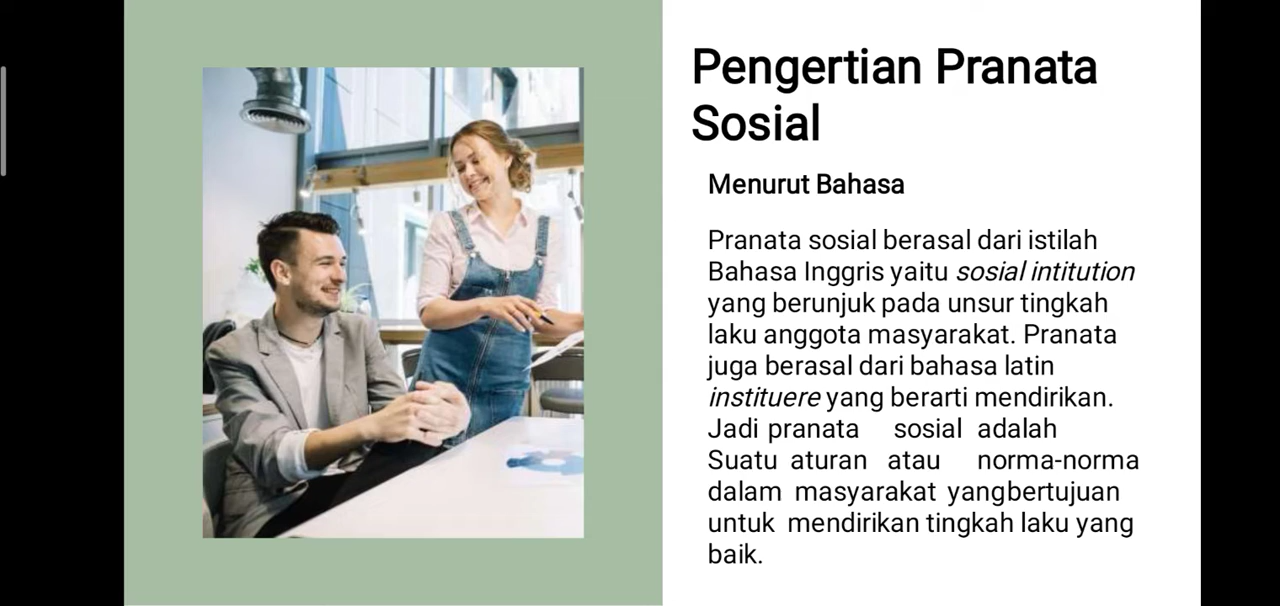 Pengertian Pranata
Sosial
Menurut Bahasa
Pranata sosial berasal dari istilah
Bahasa Inggris yaitu sosial intitution
yang berunjuk pada unsur tingkah
laku anggota masyarakat. Pranata
juga berasal dari bahasa latin
instituere yang berarti mendirikan.
Jadi pranata sosial adalah
Suatu aturan atau norma-norma
dalam masyarakat yangbertujuan
untuk mendirikan tingkah laku yang
baik.